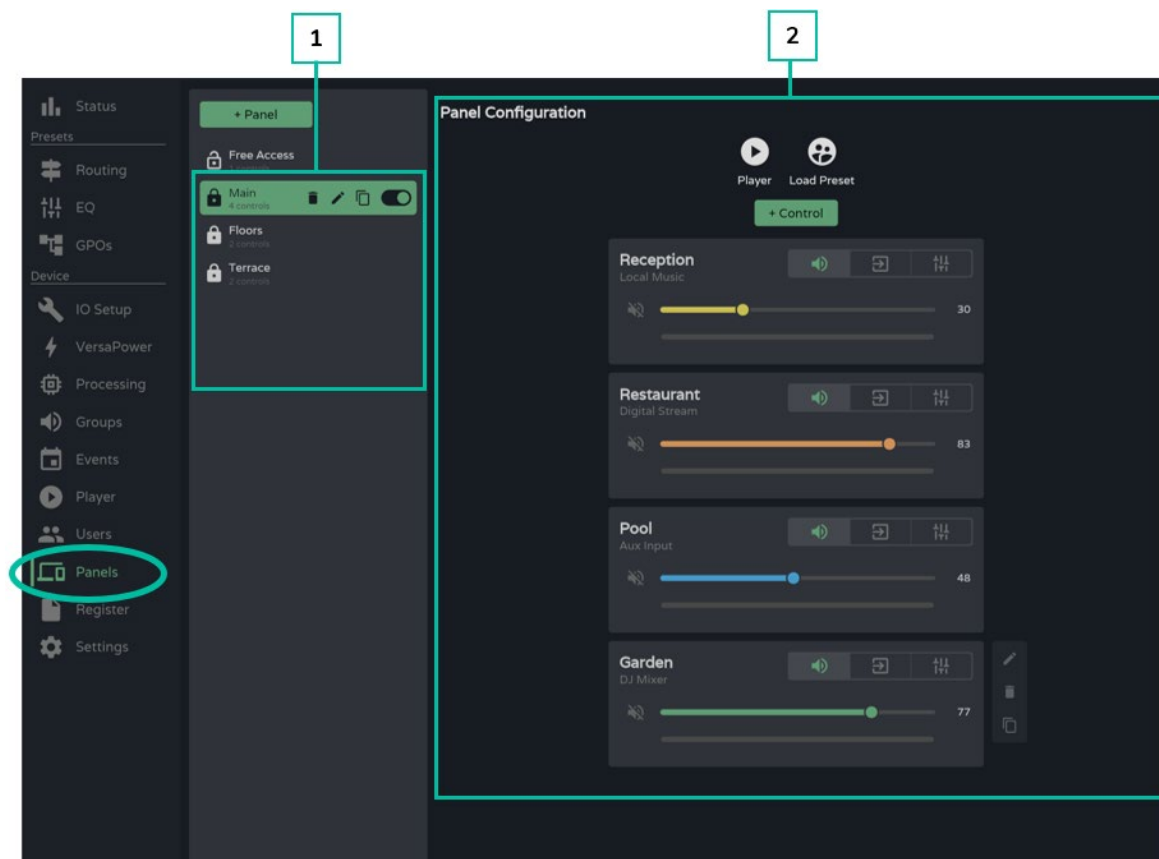 1
2
Status
Presets
Routing
EQ
GPOs
Device
IO Setup
VersaPower
Processing
Groups
Events
Player
Users
Panels
Register
Settings
+ Panel
Free Access
Main
4 controls
Floors
2 controls
Terrace
2 controls
Panel Configuration
Player Load Preset
+ Control
Reception
Local Music
30
Restaurant
Digital Stream
83
Pool
Aux Input
48
Garden
DJ Mixer
77